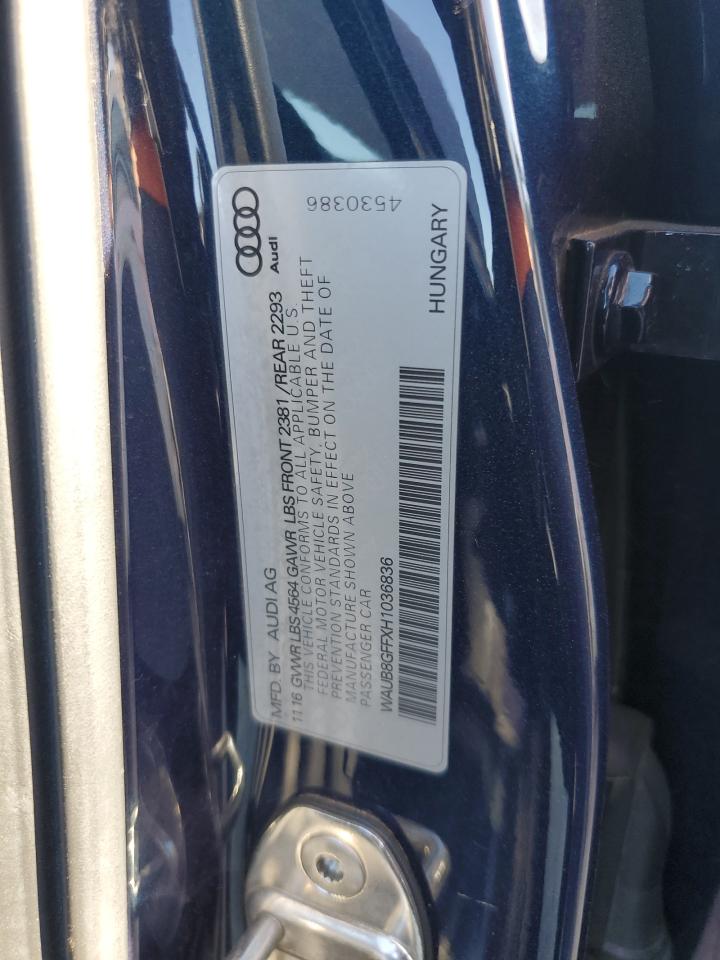 MFD. BY AUDI AG
11.16 GVWR LBS 4564 GAWR LBS FRONT 2381 /REAR 2293
THIS VEHICLE CONFORMS TO ALL APPLICABLE U.S.
FEDERAL MOTOR VEHICLE SAFETY, BUMPER AND THEFT
PREVENTION STANDARDS IN EFFECT ON THE DATE OF
MANUFACTURE SHOWN ABOVE
PASSENGER CAR
WAUB8GFFXH1036836
Audi
HUNGARY
4530386